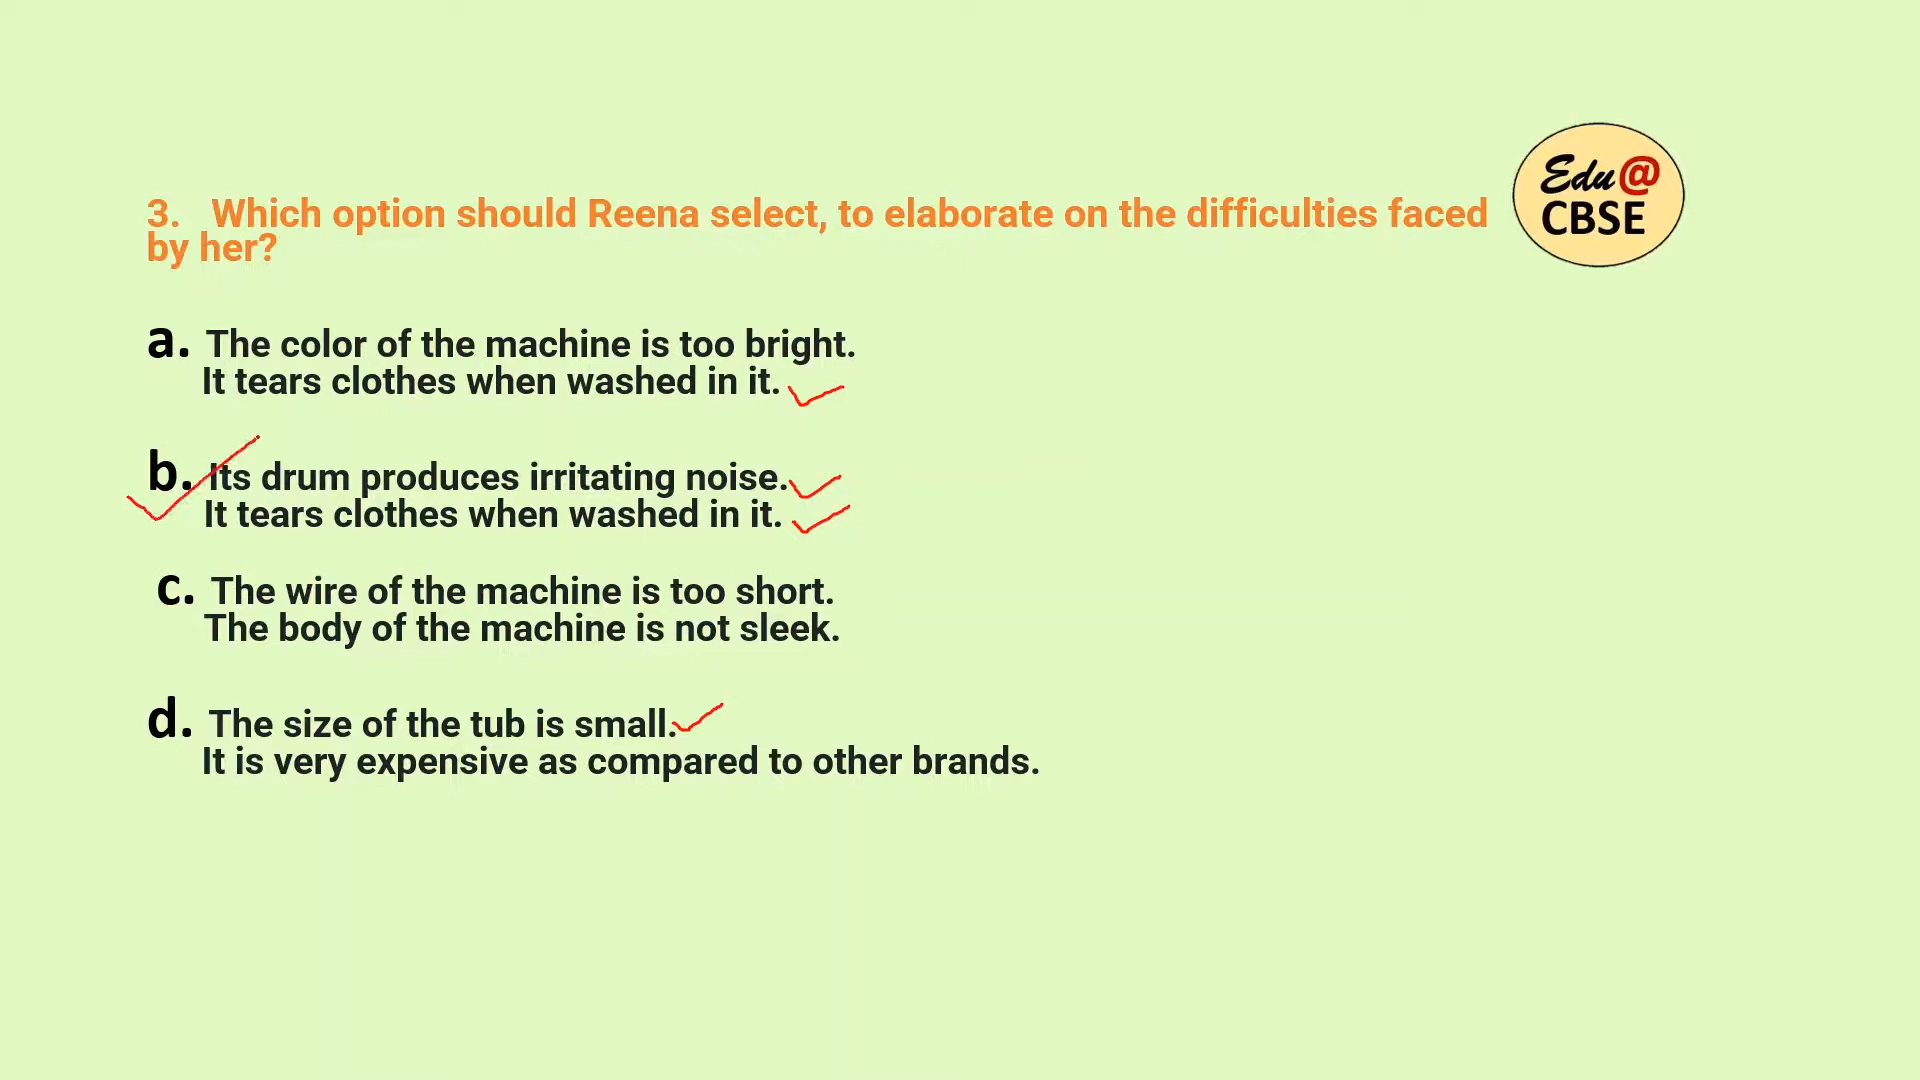 Edu@
CBSE
3. Which option should Reena select, to elaborate on the difficulties faced
by her?
a. The color of the machine is too bright.
It tears clothes when washed in it.
b. Its drum produces irritating noise.
It tears clothes when washed in it.
c. The wire of the machine is too short.
The body of the machine is not sleek.
d. The size of the tub is small.
It is very expensive as compared to other brands.